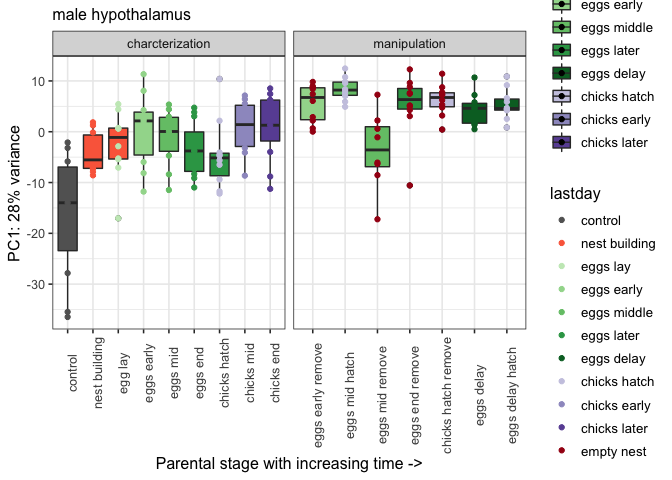 male hypothalamus
charcterization
manipulation
PC1: 28% variance
10
0
-10
-20
-30
control
nest building
egg lay
eggs early
eggs mid
eggs end
chicks hatch
chicks mid
chicks end
eggs early remove
eggs mid hatch
eggs mid remove
eggs end remove
chicks hatch remove
eggs delay
eggs delay hatch
Parental stage with increasing time ->
eggs early
eggs middle
eggs later
eggs delay
chicks hatch
chicks early
chicks later
lastday
control
nest building
eggs lay
eggs early
eggs middle
eggs later
eggs delay
chicks hatch
chicks early
chicks later
empty nest